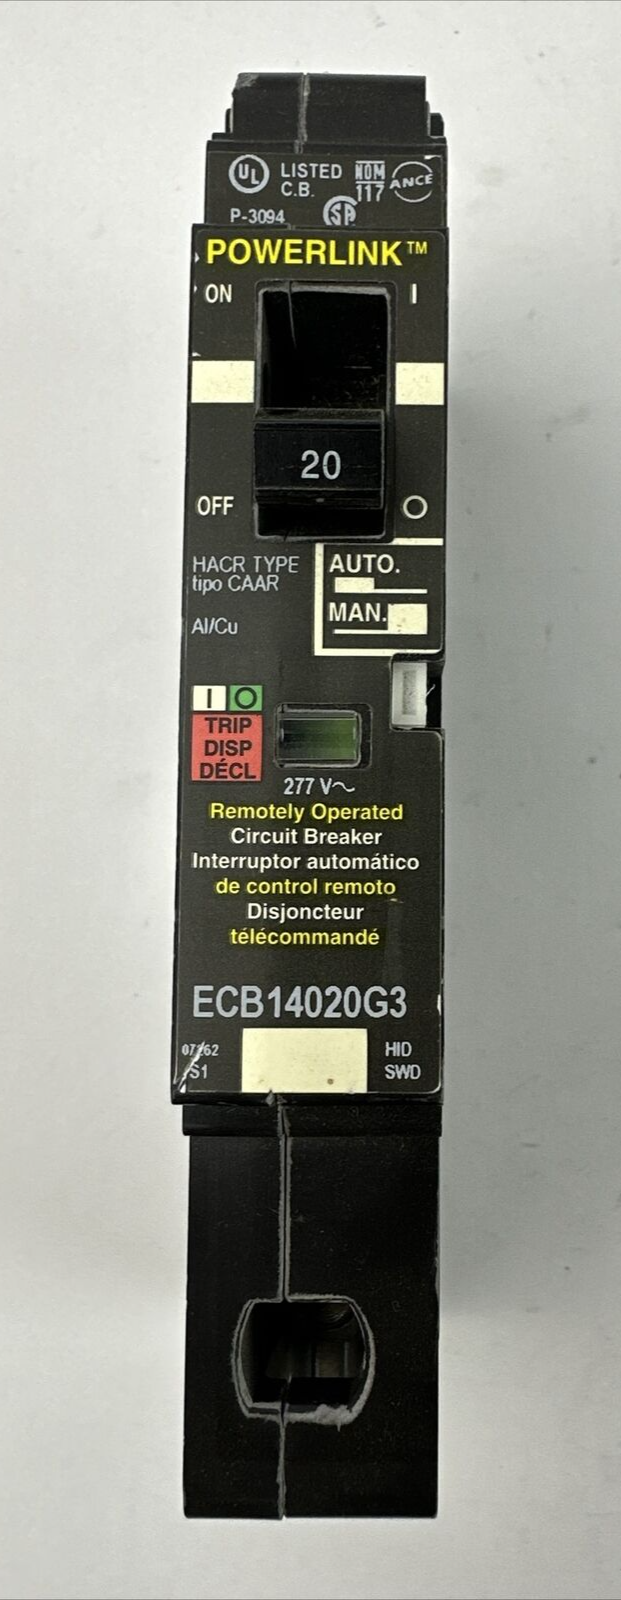 UL LISTED NOM ANCE
C.B. 117
P-3094 SA
POWERLINK™
ON I
20
OFF O
HACR TYPE AUTO.
tipo CAAR
Al/Cu MAN.
I O
TRIP
DISP
DÉCL
277 V~
Remotely Operated
Circuit Breaker
Interruptor automático
de control remoto
Disjoncteur
télécommandé
ECB14020G3
HID
S1 SWD